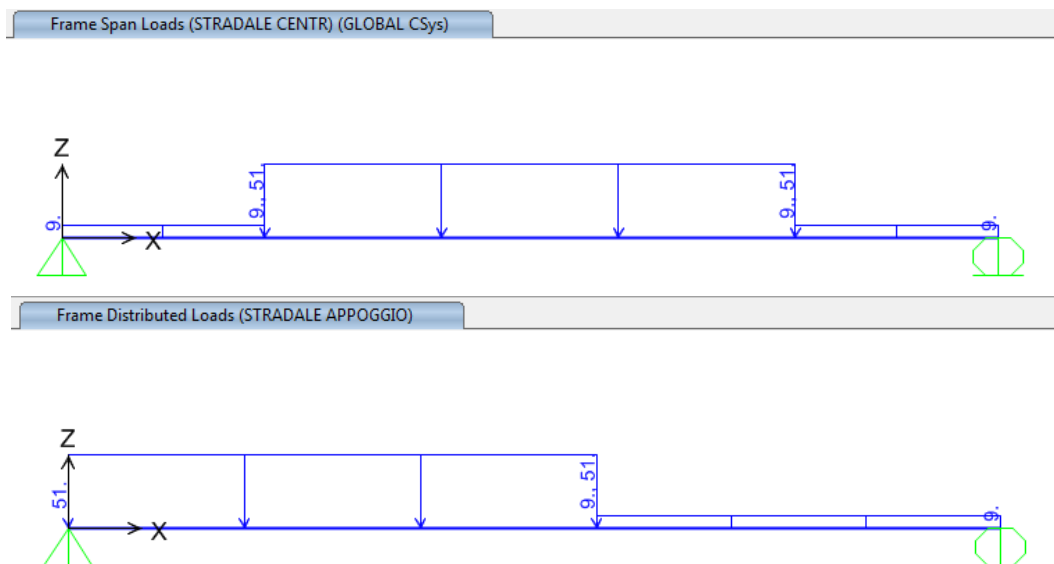 Frame Span Loads (STRADALE CENTR) (GLOBAL CSys)
Z
9.
9., 51.
9., 51.
9.
X
Frame Distributed Loads (STRADALE APPOGGIO)
Z
51.
9., 51.
9.
X